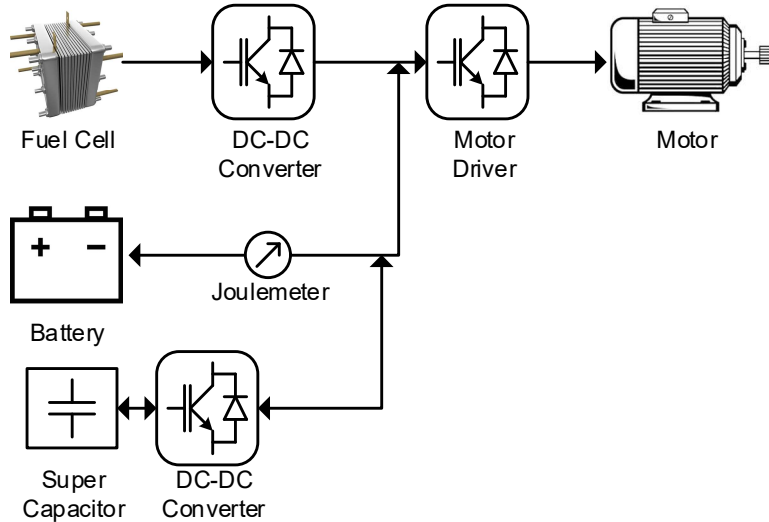 Fuel Cell
DC-DC
Converter
Motor
Driver
Motor
+ -
Joulemeter
Battery
Super
Capacitor
DC-DC
Converter